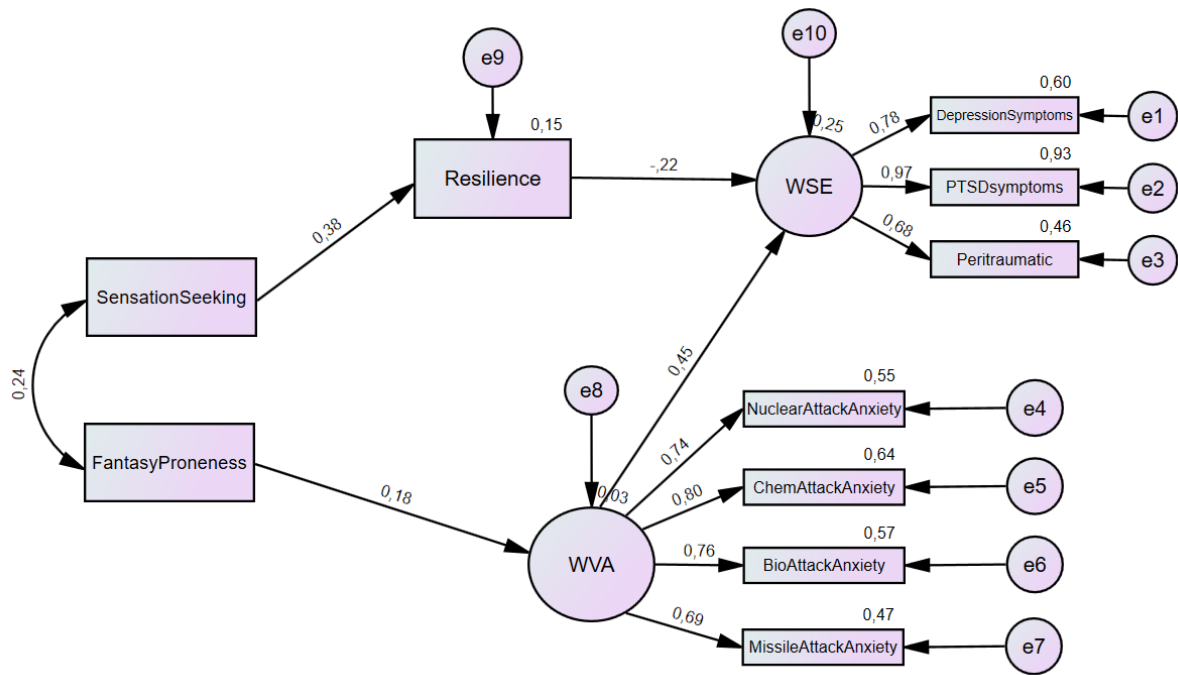 e10
e9
0,60
0,15
0,25
0,78
DepressionSymptoms
e1
0,93
Resilience
-,22
WSE
0,97
PTSDsymptoms
e2
0,68
0,46
0,38
Peritraumatic
e3
SensationSeeking
0,45
0,24
e8
0,55
NuclearAttackAnxiety
e4
0,74
FantasyProneness
0,64
0,18
0,03
0,80
ChemAttackAnxiety
e5
0,57
WVA
0,76
BioAttackAnxiety
e6
0,69
0,47
MissileAttackAnxiety
e7